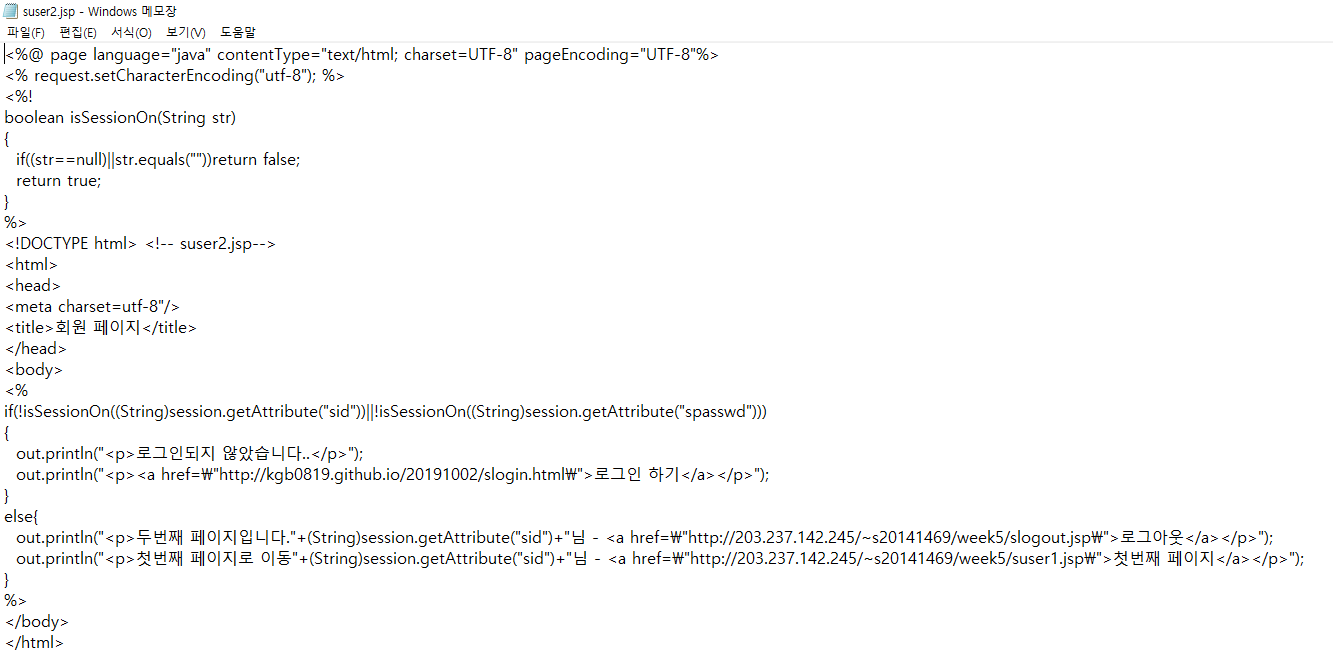 suser2.jsp - Windows 메모장
파일(F) 편집(E) 서식(O) 보기(V) 도움말
<%@ page language="java" contentType="text/html; charset=UTF-8" pageEncoding="UTF-8"%>
<% request.setCharacterEncoding("utf-8"); %>
<%!
boolean isSessionOn(String str)
{
   if((str==null)||str.equals(""))return false;
   return true;
}
%>
<!DOCTYPE html> <!-- suser2.jsp-->
<html>
<head>
<meta charset=utf-8"/>
<title>회원 페이지</title>
</head>
<body>
<%
if(!isSessionOn((String)session.getAttribute("sid"))||!isSessionOn((String)session.getAttribute("spasswd")))
{
   out.println("<p>로그인되지 않았습니다..</p>");
   out.println("<p><a href=₩"http://kgb0819.github.io/20191002/slogin.html₩">로그인 하기</a></p>");
}
else{
   out.println("<p>두번째 페이지입니다."+(String)session.getAttribute("sid")+"님 - <a href=₩"http://203.237.142.245/~s20141469/week5/slogout.jsp₩">로그아웃</a></p>");
   out.println("<p>첫번째 페이지로 이동"+(String)session.getAttribute("sid")+"님 - <a href=₩"http://203.237.142.245/~s20141469/week5/suser1.jsp₩">첫번째 페이지</a></p>");
}
%>
</body>
</html>